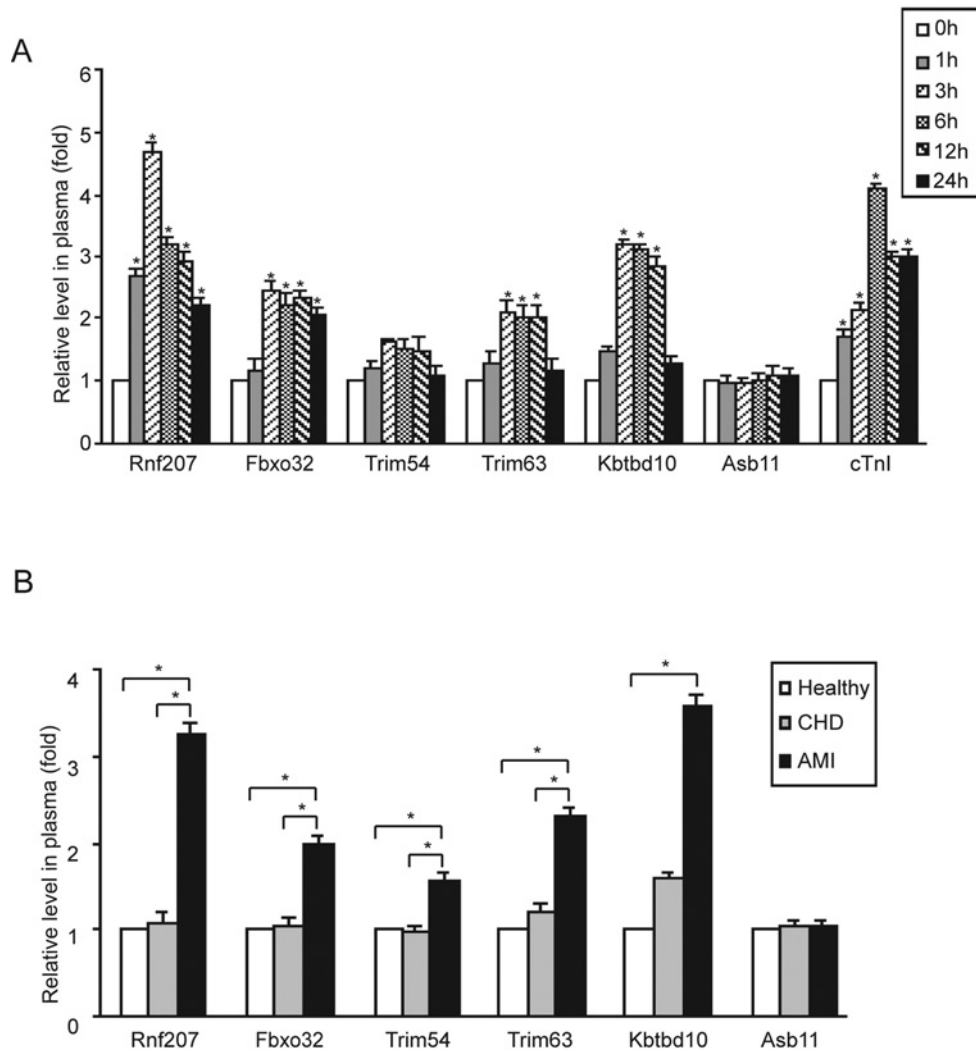 A
0h
1h
3h
6h
12h
24h
Relative level in plasma (fold)
6
5
4
3
2
1
0
* * * * *
* * * *
* * *
* * *
* * * * *
Rnf207 Fbxo32 Trim54 Trim63 Kbtbd10 Asb11 cTnI
B
Healthy
CHD
AMI
Relative level in plasma (fold)
4
3
2
1
0
* *
* *
* *
* *
*
Rnf207 Fbxo32 Trim54 Trim63 Kbtbd10 Asb11